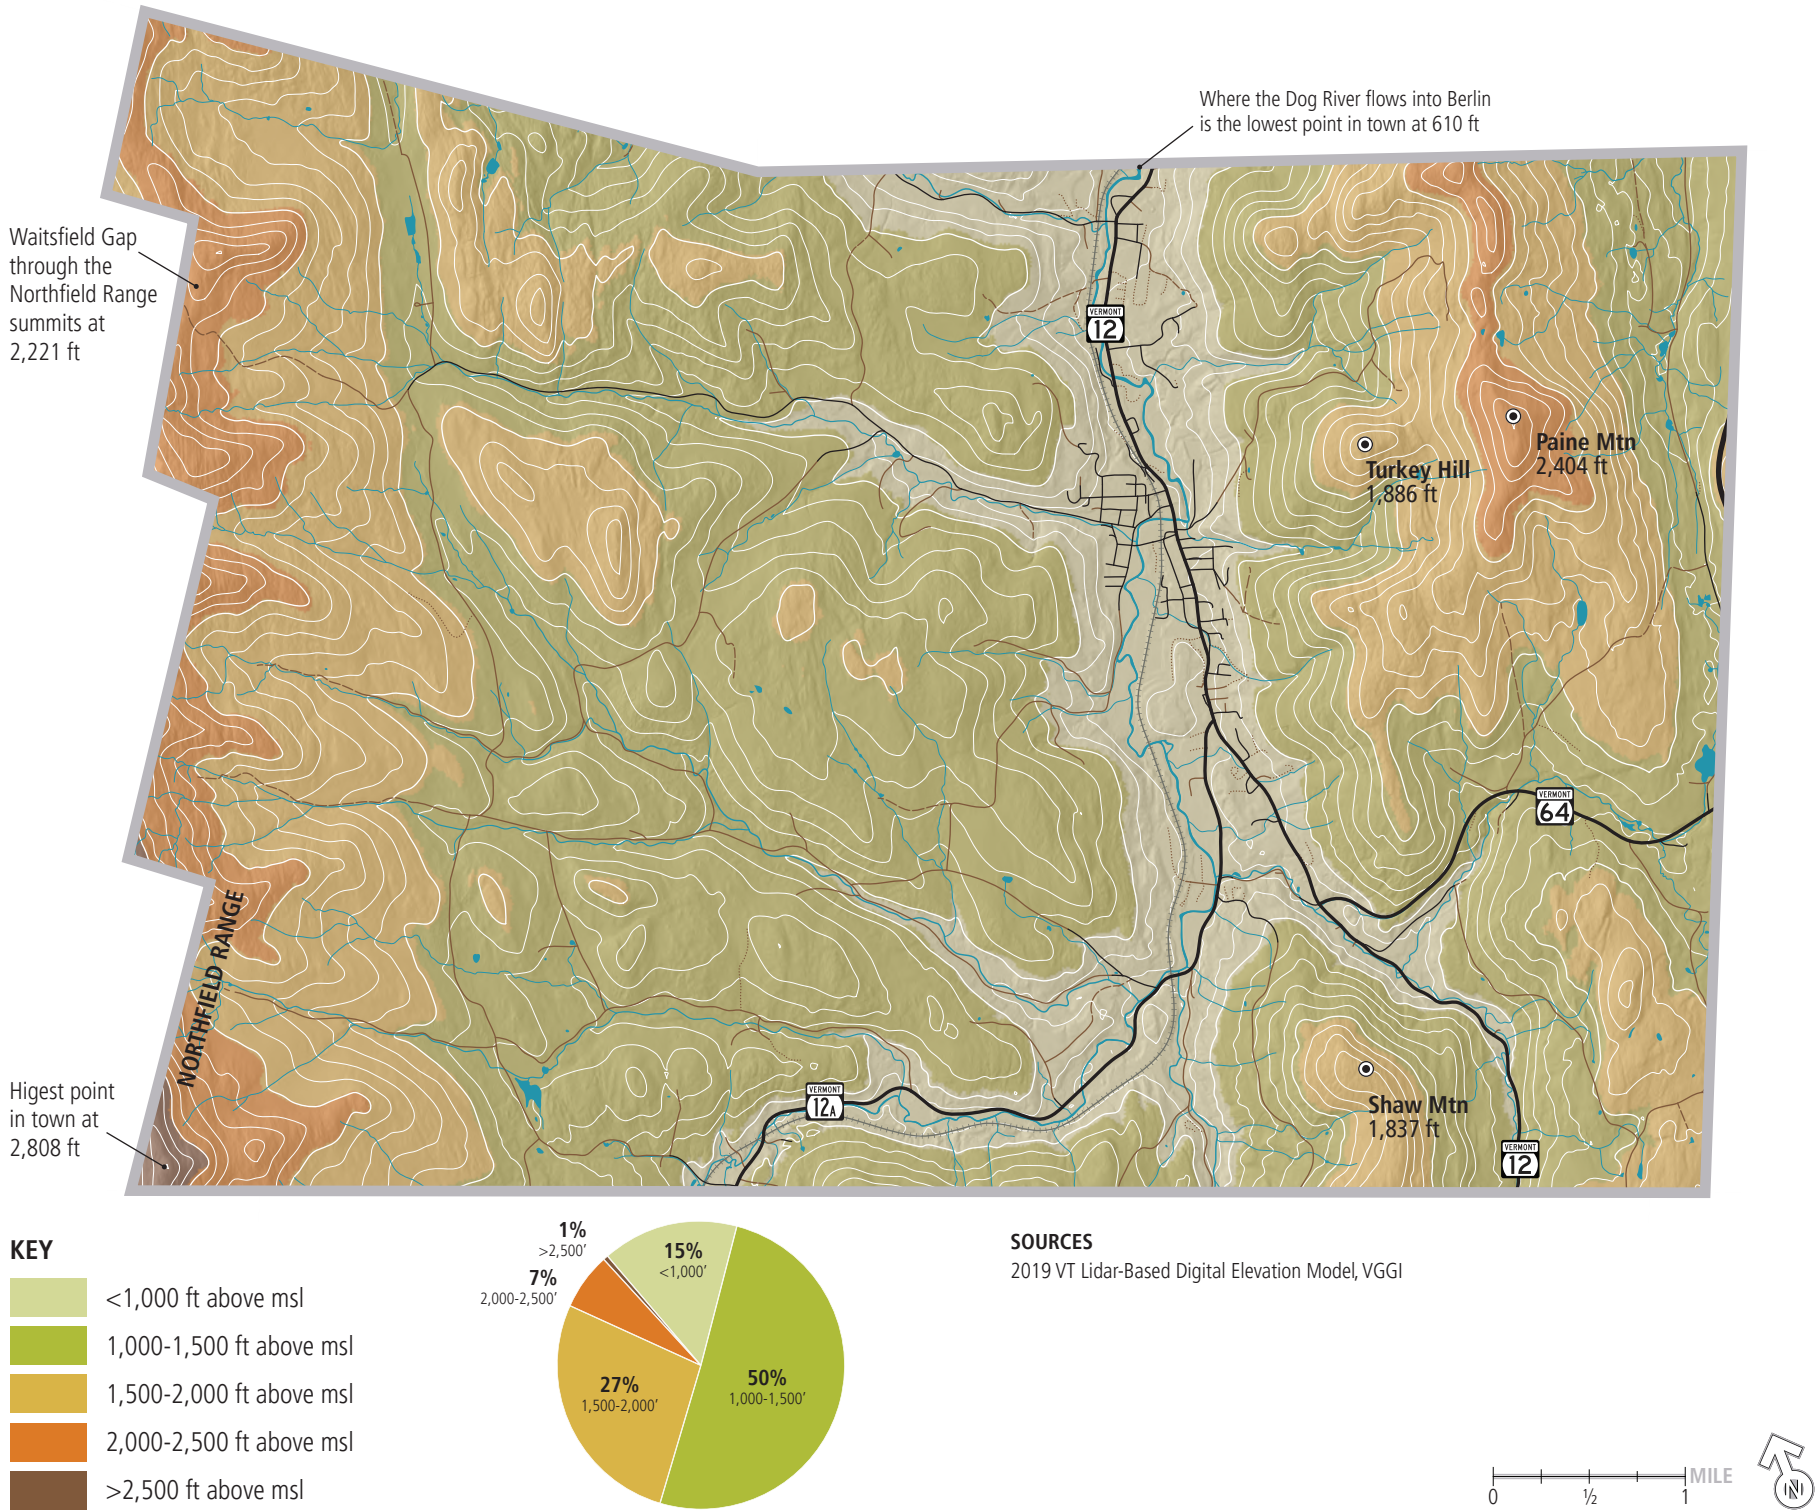 Where the Dog River flows into Berlin
is the lowest point in town at 610 ft
Waitsfield Gap
through the
Northfield Range
summits at
2,221 ft
VERMONT
12
Paine Mtn
2,404 ft
Turkey Hill
1,886 ft
VERMONT
64
NORTHFIELD RANGE
Higest point
in town at
2,808 ft
VERMONT
12A
Shaw Mtn
1,837 ft
VERMONT
12
KEY
<1,000 ft above msl
1,000-1,500 ft above msl
1,500-2,000 ft above msl
2,000-2,500 ft above msl
>2,500 ft above msl
1%
>2,500’
15%
<1,000’
7%
2,000-2,500’
27%
1,500-2,000’
50%
1,000-1,500’
SOURCES
2019 VT Lidar-Based Digital Elevation Model, VGGI
MILE
0 ½ 1
N